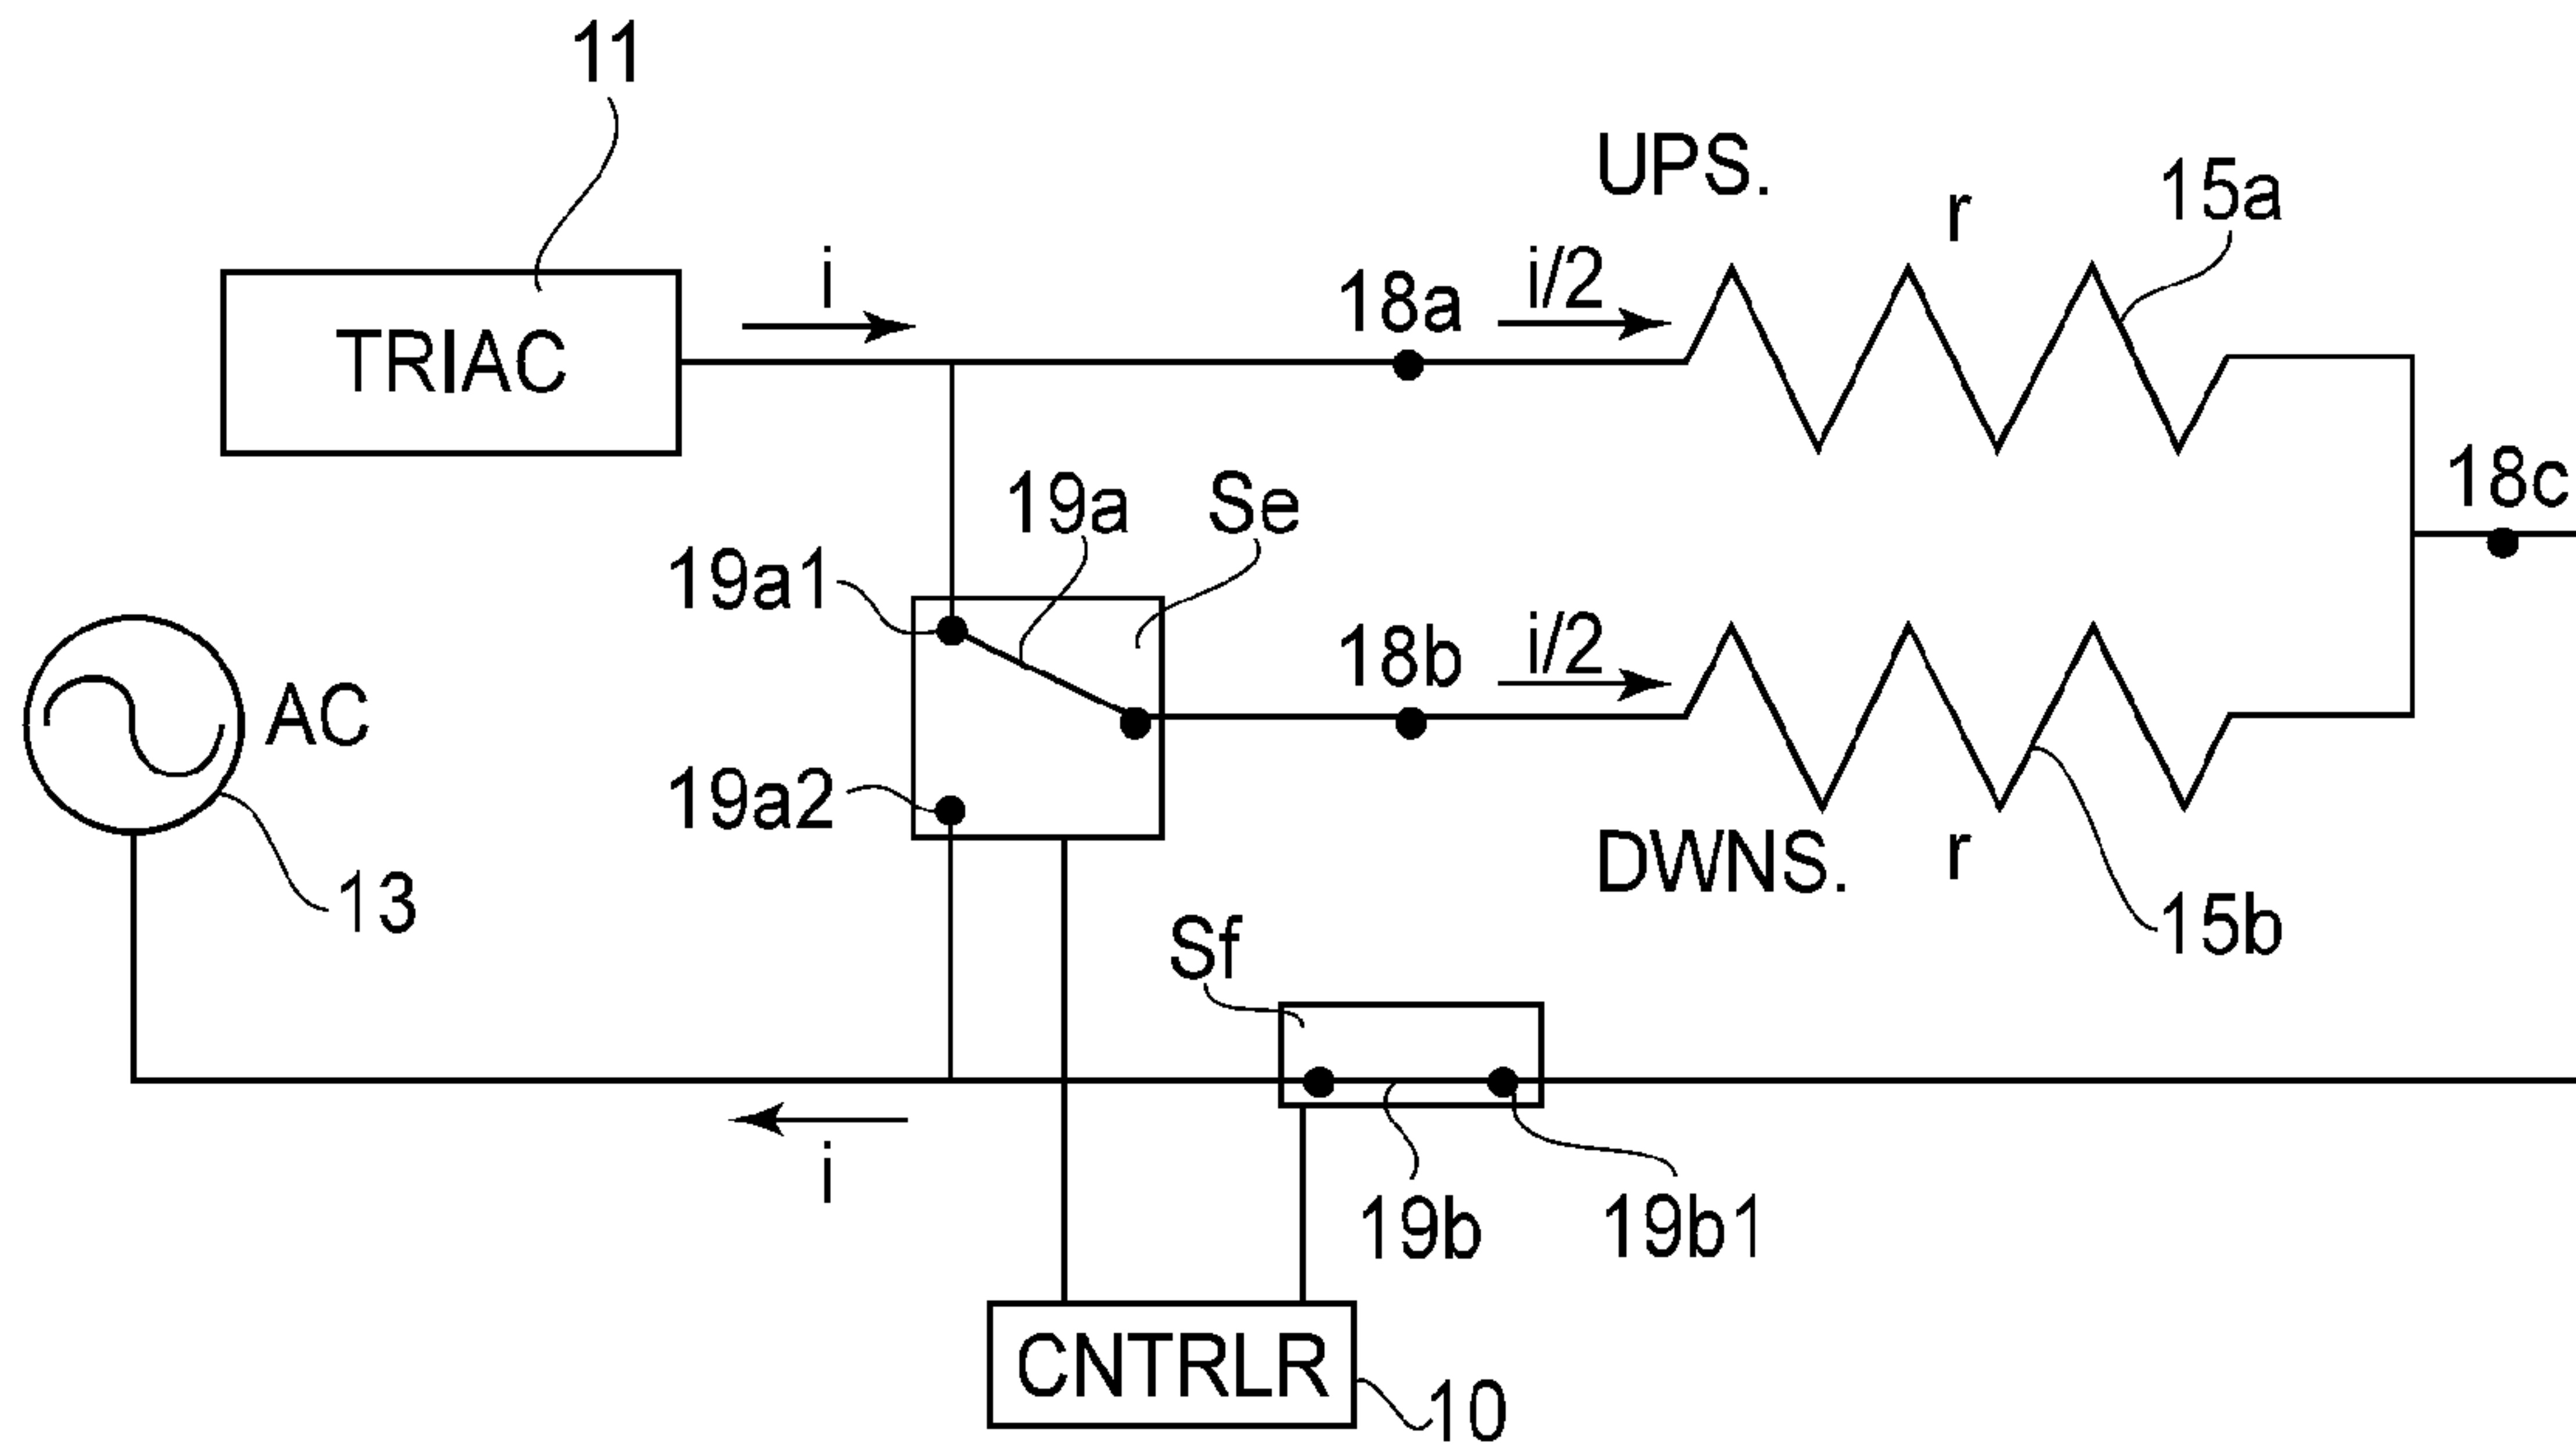 11
UPS.
r
15a
i
18a
i/2
TRIAC
18c
19a
Se
19a1
18b
i/2
AC
19a2
DWNS.
r
13
15b
Sf
i
19b
19b1
CNTRLR
10